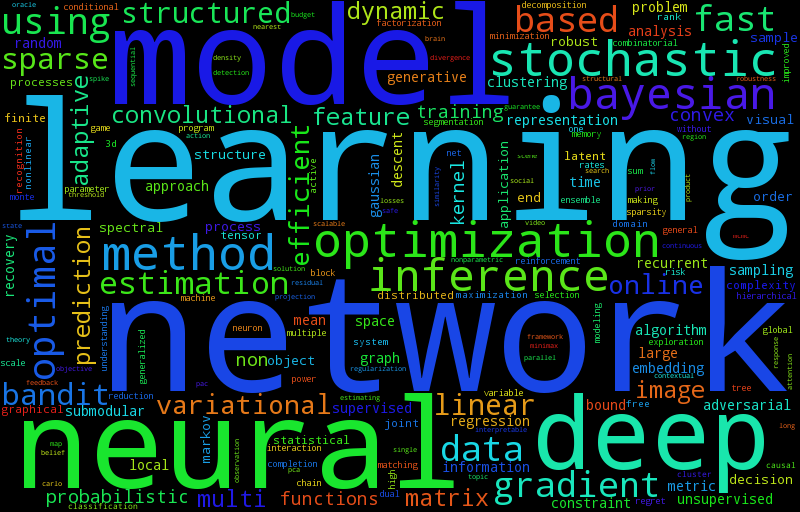 oracle
conditional
structured
budget
nearest
dynamic
factorization
decomposition
problem
rank
using
random
model
brain
minimization
based
analysis
fast
sparse
sequential
density
detection
divergence
generative
robust
combinatorial
sample
improved
processes
spike
stochastic
clustering
structural
robustness
bayesian
adaptive
convolutional
feature
training
segmentation
guarantee
representation
one
memory
without
convex
region
visual
finite
recognition
nonlinear
monte
game
program
action
3d
learning
structure
approach
parameter
threshold
efficient
active
gaussian
descent
losses
similarity
net
kernel
social
application
video
end
latent
rates
time
search
ensemble
making
sparsity
domain
flow
sum
prior
product
order
state
recovery
optimal
spectral
process
tensor
scalable
method
optimization
nonparametric
reinforcement
general
continuous
recurrent
risk
sampling
complexity
hierarchical
prediction
estimation
solution
block
residual
projection
inference
distributed
maximization
selection
online
theory
scale
objective
feedback
understanding
machine
neuron
generalized
mean
multiple
space
system
graph
regularization
network
framework
minimax
parallel
modeling
algorithm
exploration
large
embedding
contextual
global
response
attention
bandit
reduction
pac
non
object
power
graphical
submodular
variational
supervised
estimating
linear
variable
regression
bound
free
image
tree
adversarial
long
neural
map
belief
carlo
local
markov
statistical
observation
interaction
completion
joint
matching
single
interpretable
data
information
topic
deep
cluster
metric
causal
decision
probabilistic
classification
multi
pca
chain
functions
dual
high
matrix
gradient
constraint
regret
unsupervised